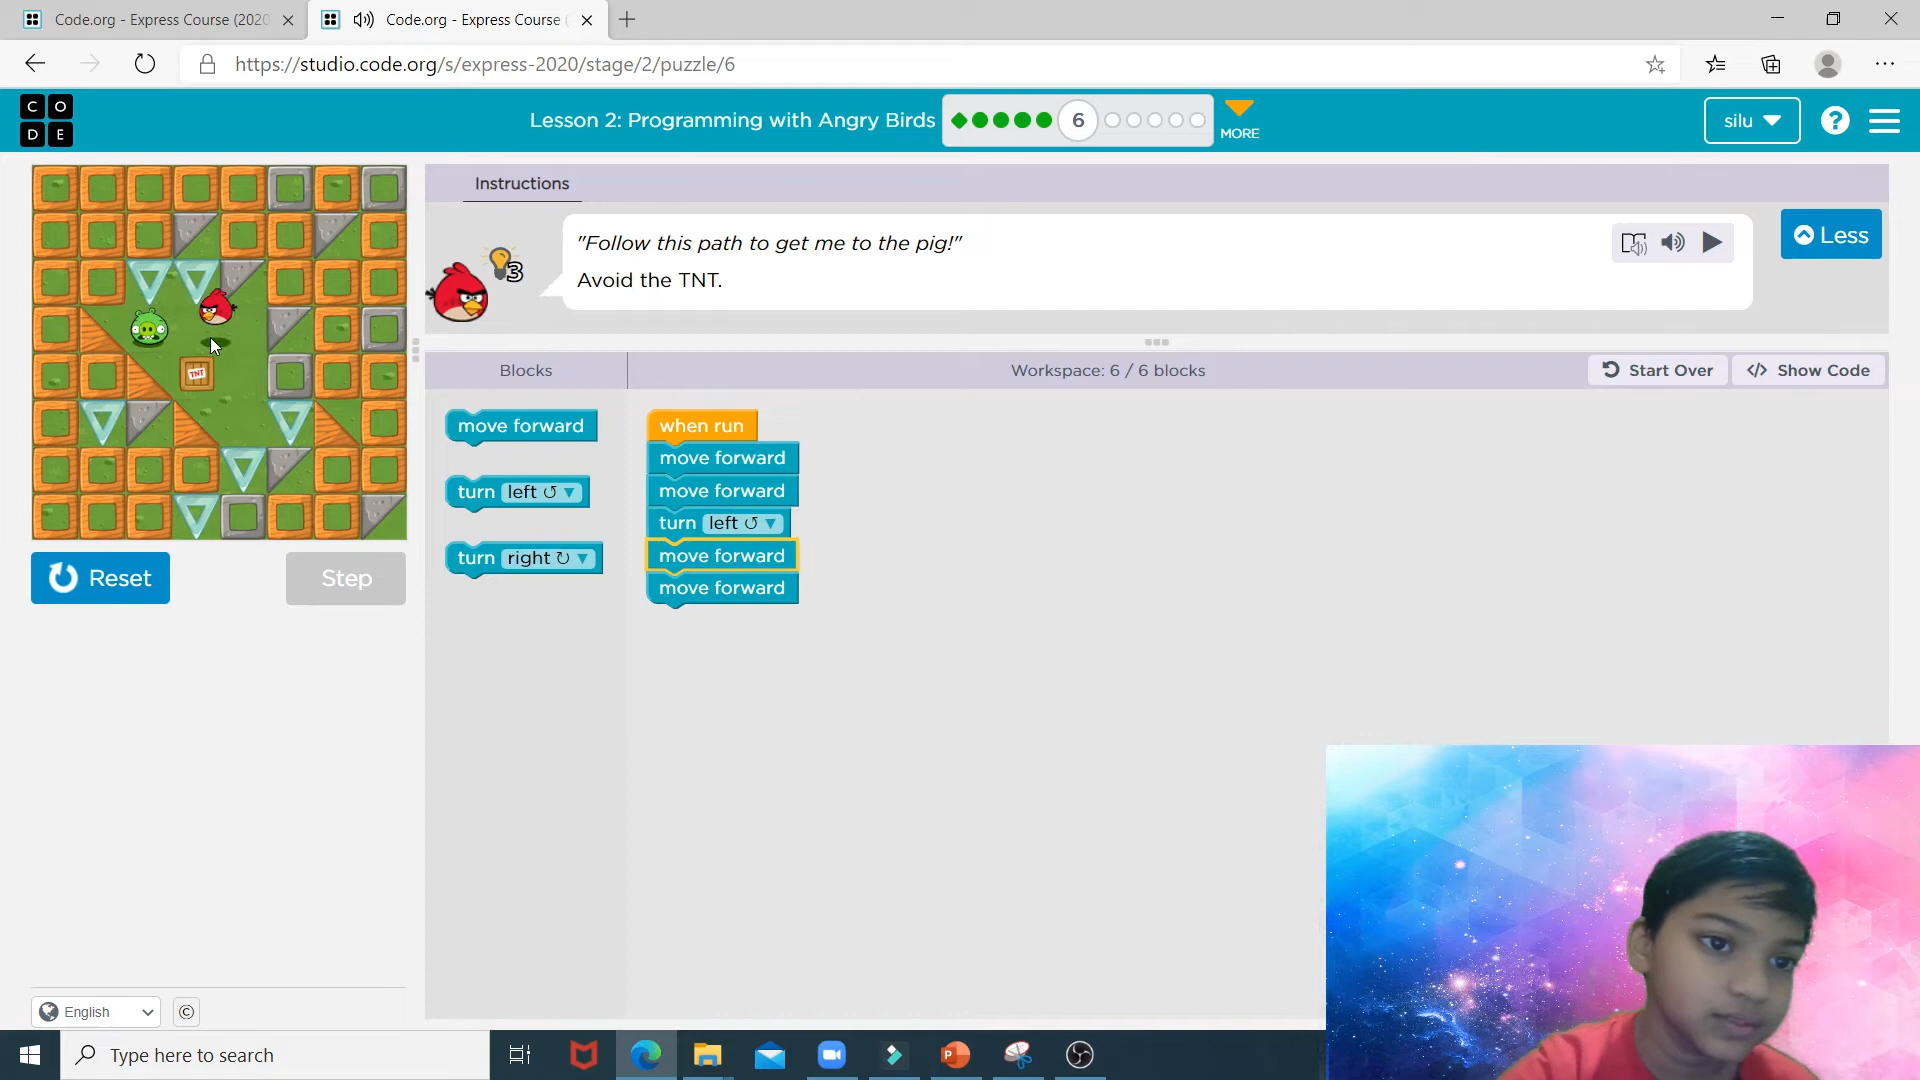 Code.org - Express Course (2020
Code.org - Express Course (
https://studio.code.org/s/express-2020/stage/2/puzzle/6
C O
D E
Lesson 2: Programming with Angry Birds
6
MORE
silu
?
Instructions
3
"Follow this path to get me to the pig!"
Avoid the TNT.
Less
TNT
Blocks
Workspace: 6 / 6 blocks
Start Over
</> Show Code
move forward
turn left ↺
turn right ↻
when run
move forward
move forward
turn left ↺
move forward
move forward
Reset
Step
English
©
Type here to search